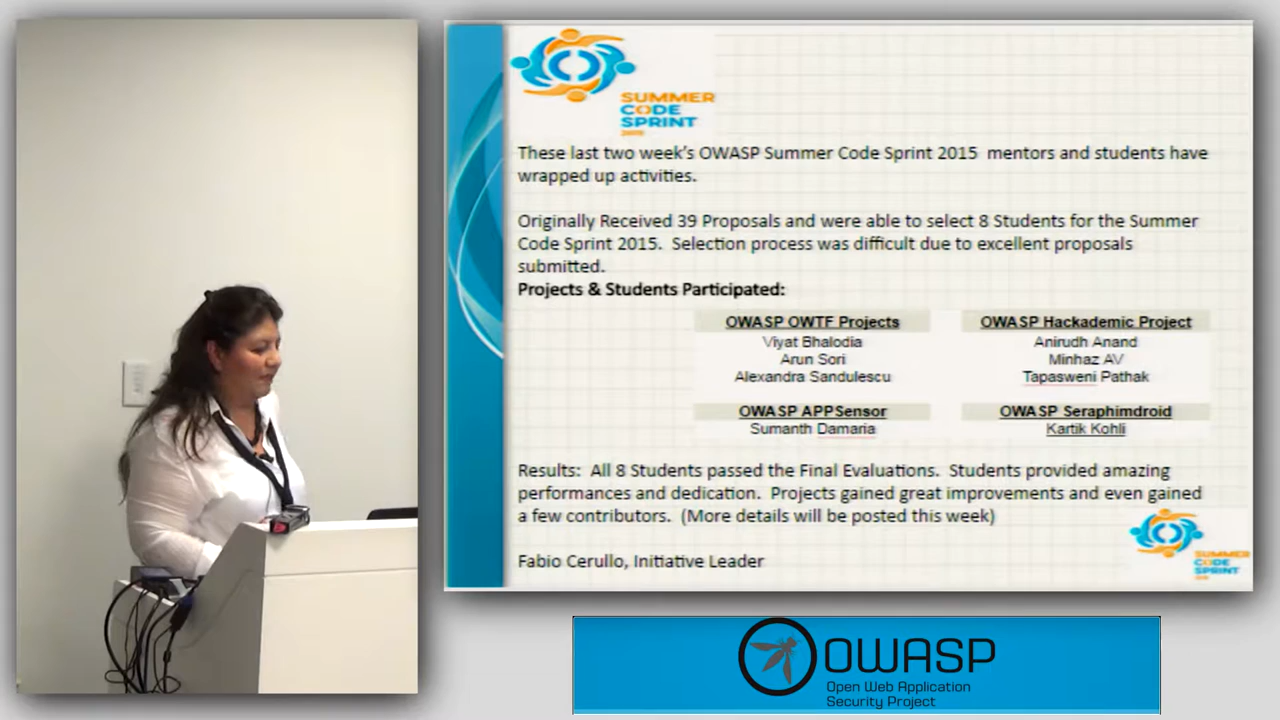 SUMMER
CODE
SPRINT
2015
These last two week's OWASP Summer Code Sprint 2015 mentors and students have
wrapped up activities.
Originally Received 39 Proposals and were able to select 8 Students for the Summer
Code Sprint 2015. Selection process was difficult due to excellent proposals
submitted.
Projects & Students Participated:
OWASP OWTF Projects
Viyat Bhalodia
Arun Sori
Alexandra Sandulescu
OWASP Hackademic Project
Anirudh Anand
Minhaz AV
Tapasweni Pathak
OWASP APPSensor
Sumanth Damaria
OWASP Seraphimdroid
Kartik Kohli
Results: All 8 Students passed the Final Evaluations. Students provided amazing
performances and dedication. Projects gained great improvements and even gained
a few contributors. (More details will be posted this week)
SUMMER
CODE
SPRINT
Fabio Cerullo, Initiative Leader
OWASP
Open Web Application
Security Project